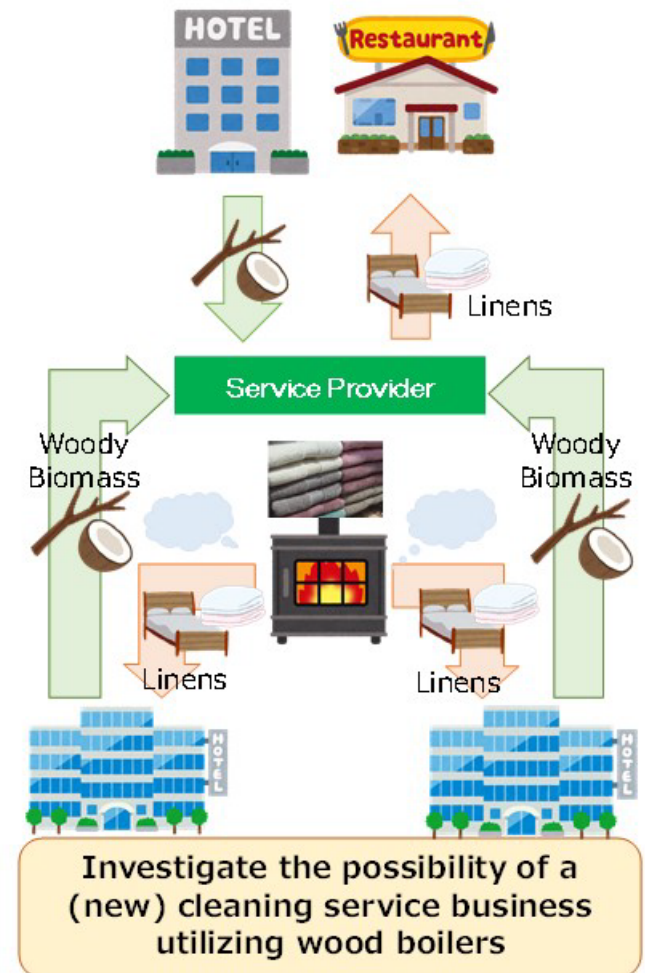 HOTEL
Restaurant
Linens
Service Provider
Woody
Biomass
Woody
Biomass
Linens
Linens
HOTEL
HOTEL
Investigate the possibility of a
(new) cleaning service business
utilizing wood boilers